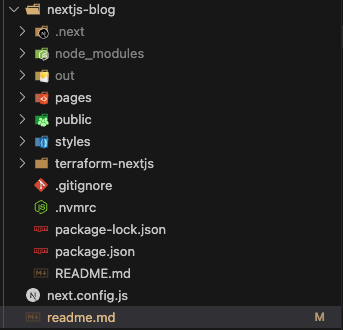 nextjs-blog
.next
node_modules
out
pages
public
styles
terraform-nextjs
.gitignore
.nvmrc
package-lock.json
package.json
README.md
next.config.js
readme.md M